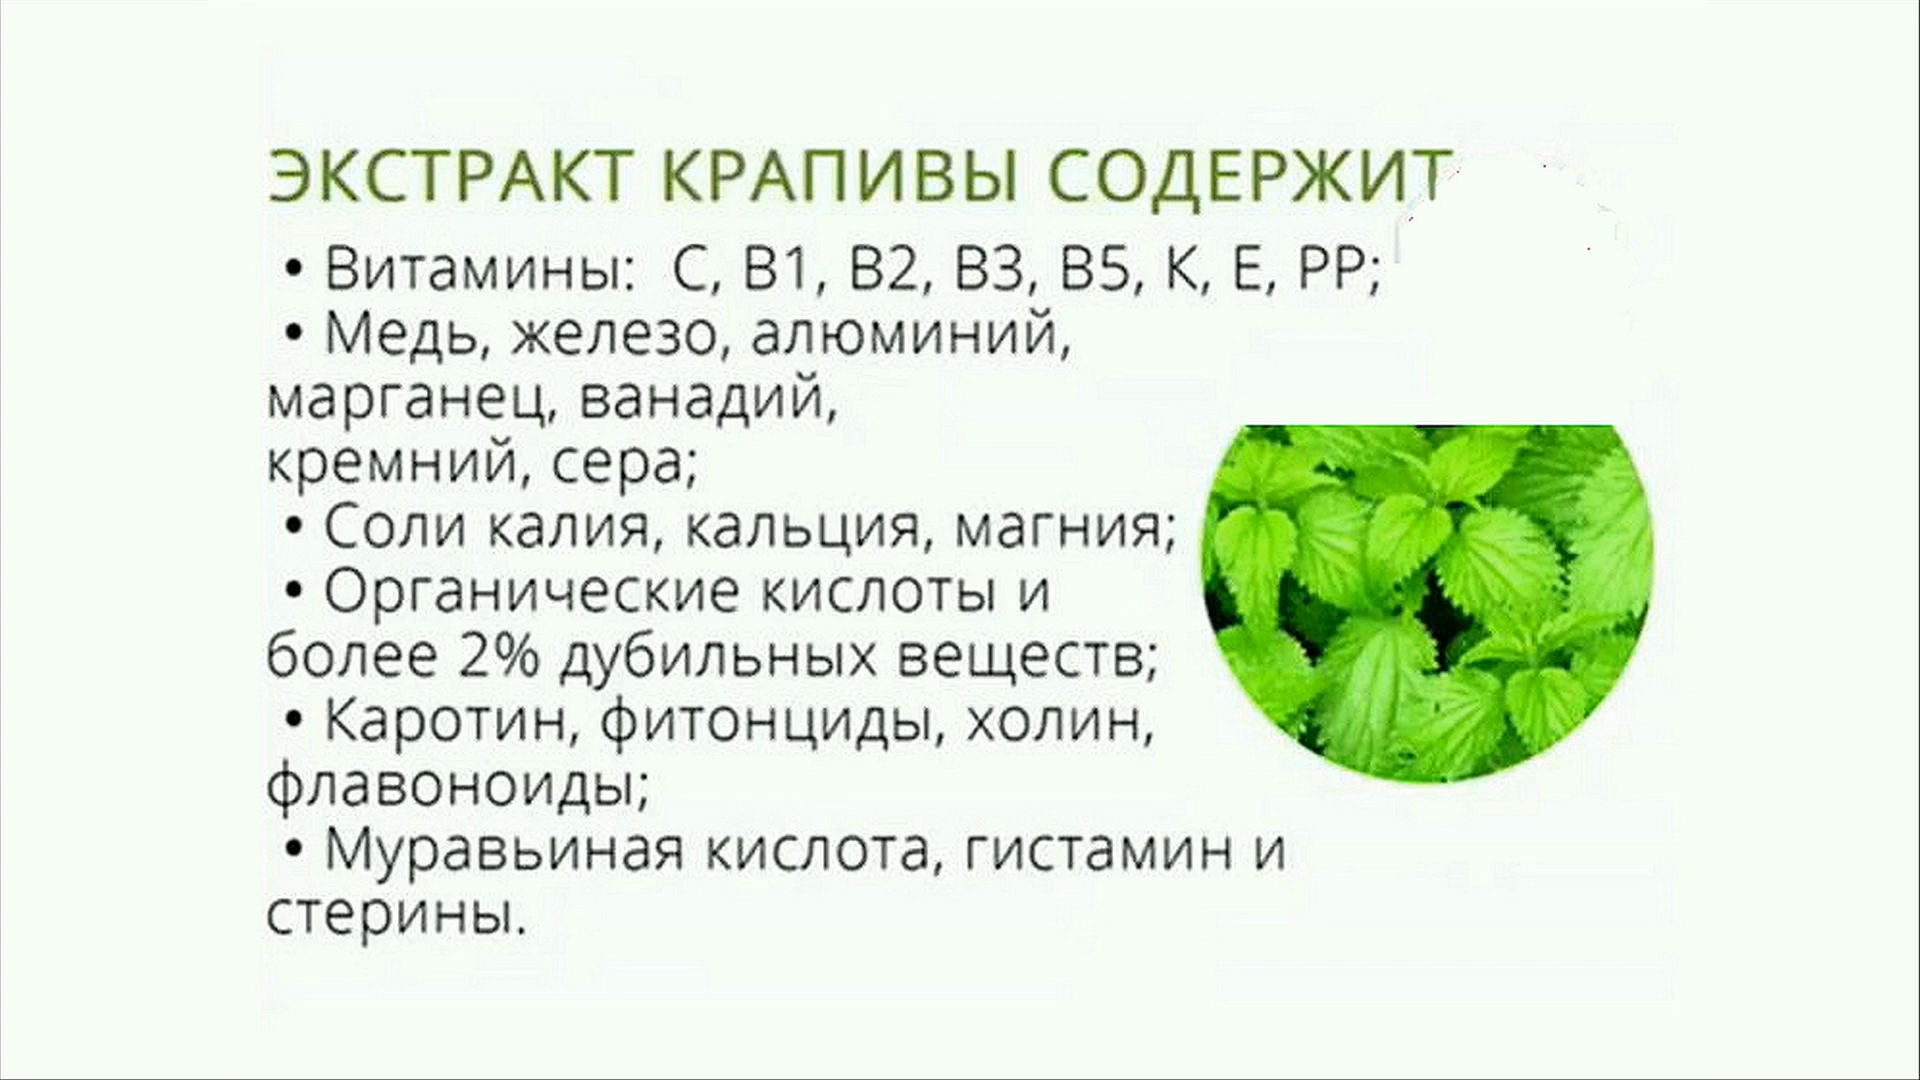 ЭКСТРАКТ КРАПИВЫ СОДЕРЖИТ
• Витамины: С, В1, В2, В3, В5, К, Е, РР;
• Медь, железо, алюминий,
марганец, ванадий,
кремний, сера;
• Соли калия, кальция, магния;
• Органические кислоты и
более 2% дубильных веществ;
• Каротин, фитонциды, холин,
флавоноиды;
• Муравьиная кислота, гистамин и
стерины.